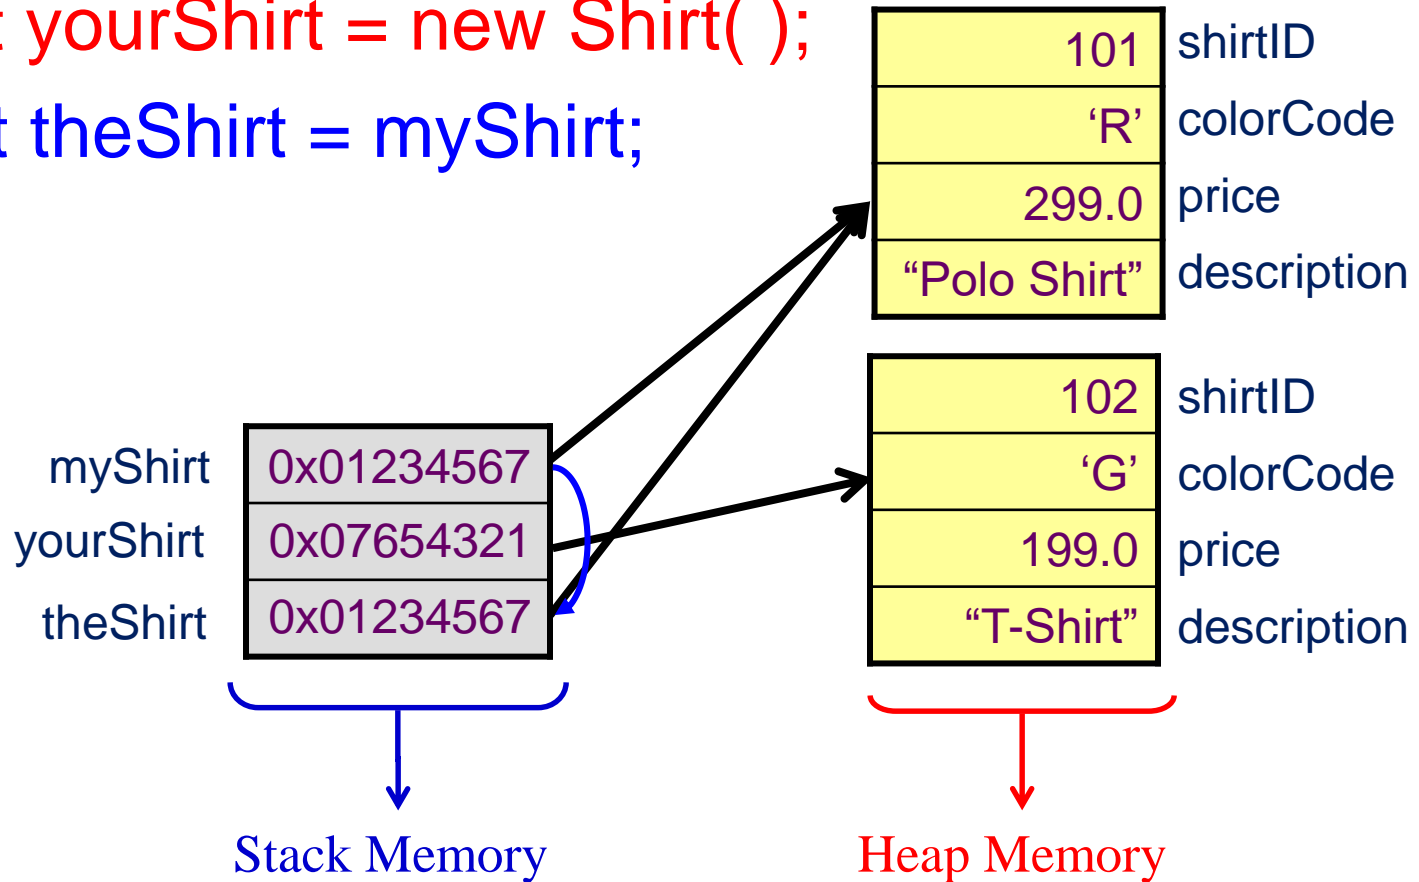 t yourShirt = new Shirt( );
t theShirt = myShirt;
101 shirtID
‘R’ colorCode
299.0 price
“Polo Shirt” description
102 shirtID
‘G’ colorCode
199.0 price
“T-Shirt” description
myShirt 0x01234567
yourShirt 0x07654321
theShirt 0x01234567
Stack Memory
Heap Memory